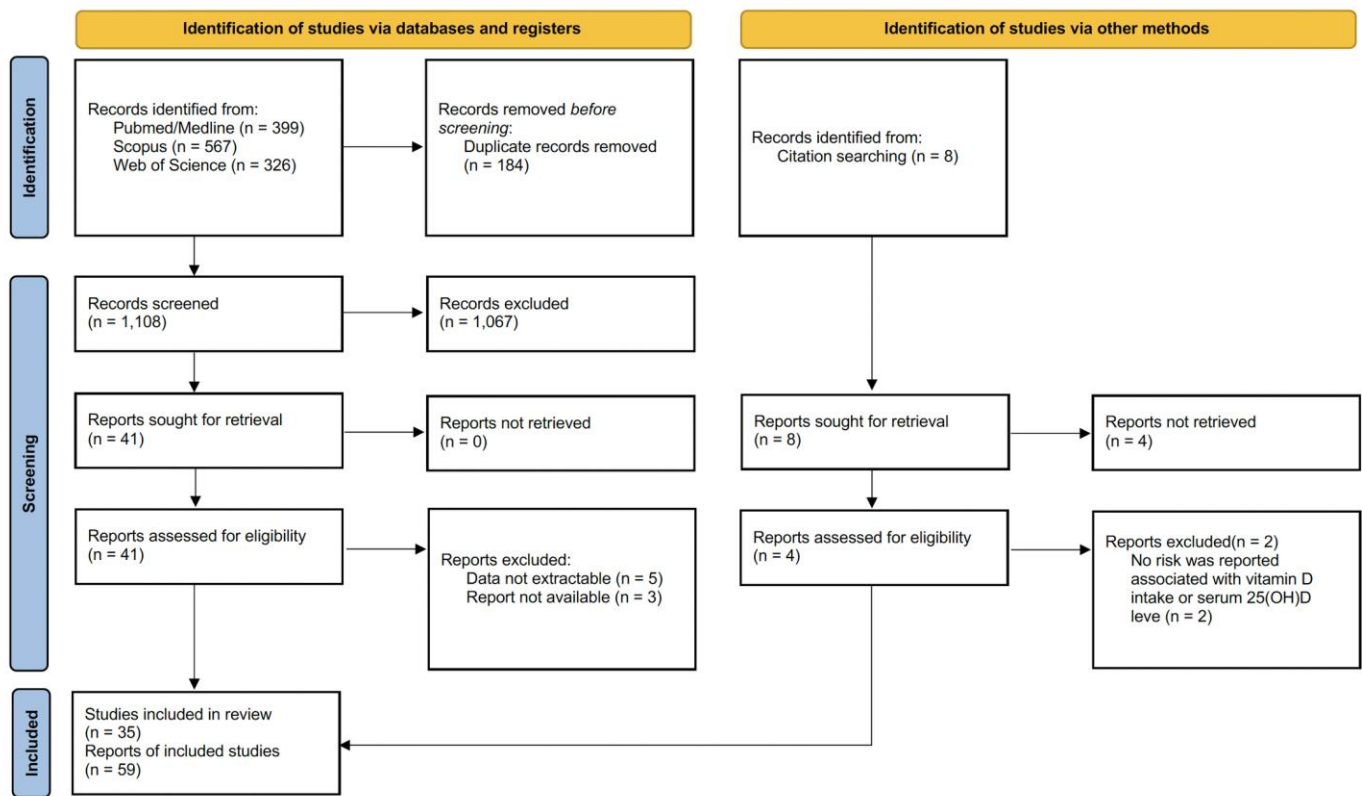 Identification of studies via databases and registers
Identification of studies via other methods
Identification
Records identified from:
Pubmed/Medline (n = 399)
Scopus (n = 567)
Web of Science (n = 326)
Records removed before
screening:
Duplicate records removed
(n = 184)
Records identified from:
Citation searching (n = 8)
Screening
Records screened
(n = 1,108)
Records excluded
(n = 1,067)
Reports sought for retrieval
(n = 41)
Reports not retrieved
(n = 0)
Reports sought for retrieval
(n = 8)
Reports not retrieved
(n = 4)
Reports assessed for eligibility
(n = 41)
Reports excluded:
Data not extractable (n = 5)
Report not available (n = 3)
Reports assessed for eligibility
(n = 4)
Reports excluded(n = 2)
No risk was reported
associated with vitamin D
intake or serum 25(OH)D
leve (n = 2)
Included
Studies included in review
(n = 35)
Reports of included studies
(n = 59)